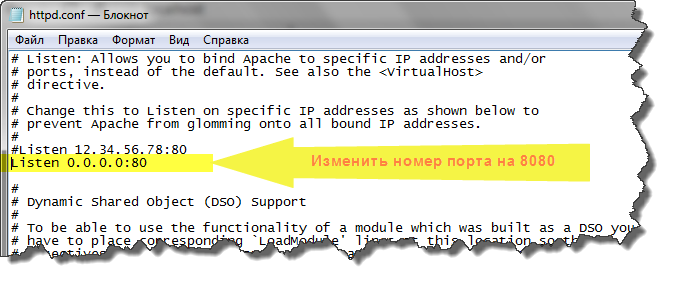 httpd.conf — Блокнот
Файл Правка Формат Вид Справка
# Listen: Allows you to bind Apache to specific IP addresses and/or
# ports, instead of the default. See also the <VirtualHost>
# directive.
#
# Change this to Listen on specific IP addresses as shown below to
# prevent Apache from glomming onto all bound IP addresses.
#
#Listen 12.34.56.78:80
Listen 0.0.0.0:80
Изменить номер порта на 8080
#
# Dynamic Shared Object (DSO) Support
#
# To be able to use the functionality of a module which was built as a DSO you
# have to place corresponding `LoadModule' at this location so